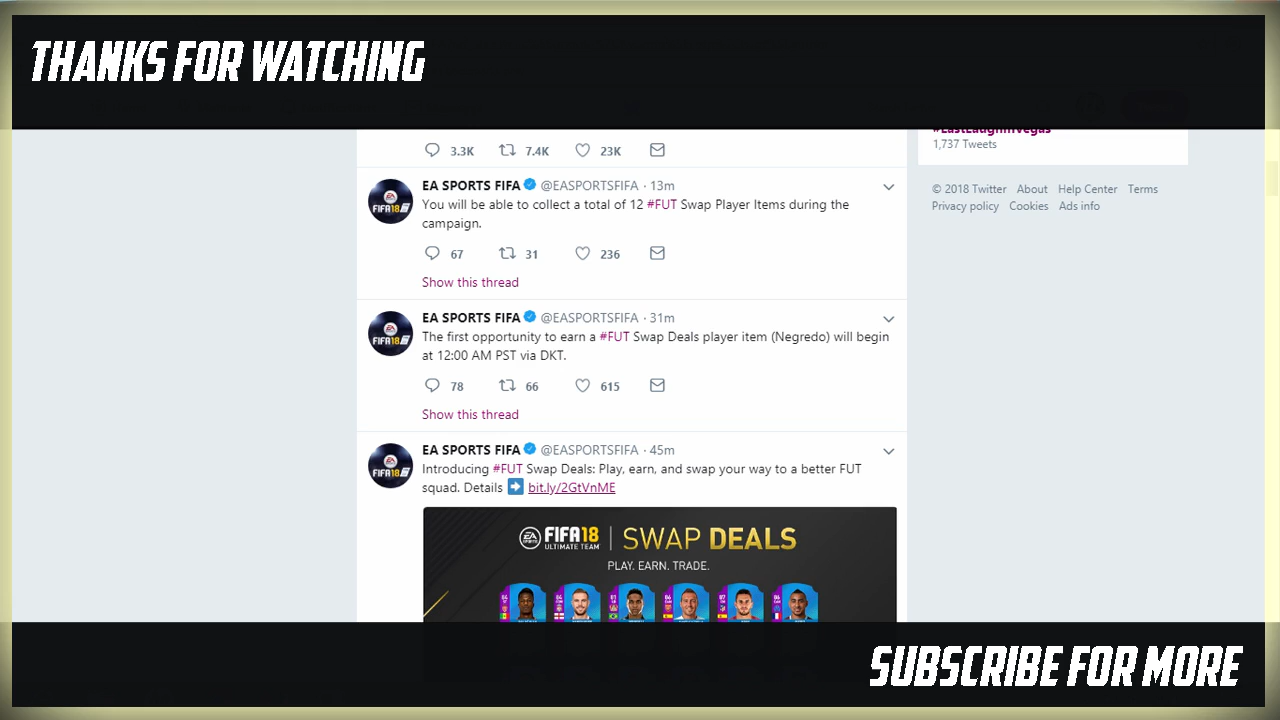 THANKS FOR WATCHING
3.3K 7.4K 23K
EA SPORTS FIFA @EASPORTSFIFA · 13m
You will be able to collect a total of 12 #FUT Swap Player Items during the
campaign.
67 31 236
Show this thread
EA SPORTS FIFA @EASPORTSFIFA · 31m
The first opportunity to earn a #FUT Swap Deals player item (Negredo) will begin
at 12:00 AM PST via DKT.
78 66 615
Show this thread
EA SPORTS FIFA @EASPORTSFIFA · 45m
Introducing #FUT Swap Deals: Play, earn, and swap your way to a better FUT
squad. Details bit.ly/2GtVnME
EA SPORTS FIFA18 ULTIMATE TEAM | SWAP DEALS
PLAY. EARN. TRADE.
#LastLaughInVegas
1,737 Tweets
© 2018 Twitter About Help Center Terms
Privacy policy Cookies Ads info
SUBSCRIBE FOR MORE